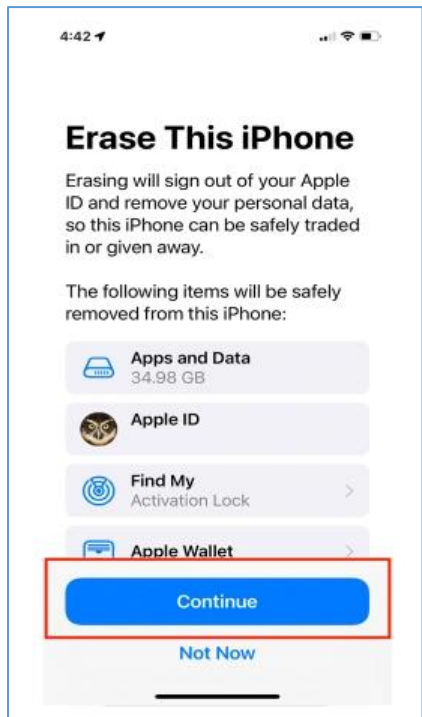 4:42
Erase This iPhone
Erasing will sign out of your Apple
ID and remove your personal data,
so this iPhone can be safely traded
in or given away.
The following items will be safely
removed from this iPhone:
Apps and Data
34.98 GB
Apple ID
Find My
Activation Lock
Apple Wallet
Continue
Not Now